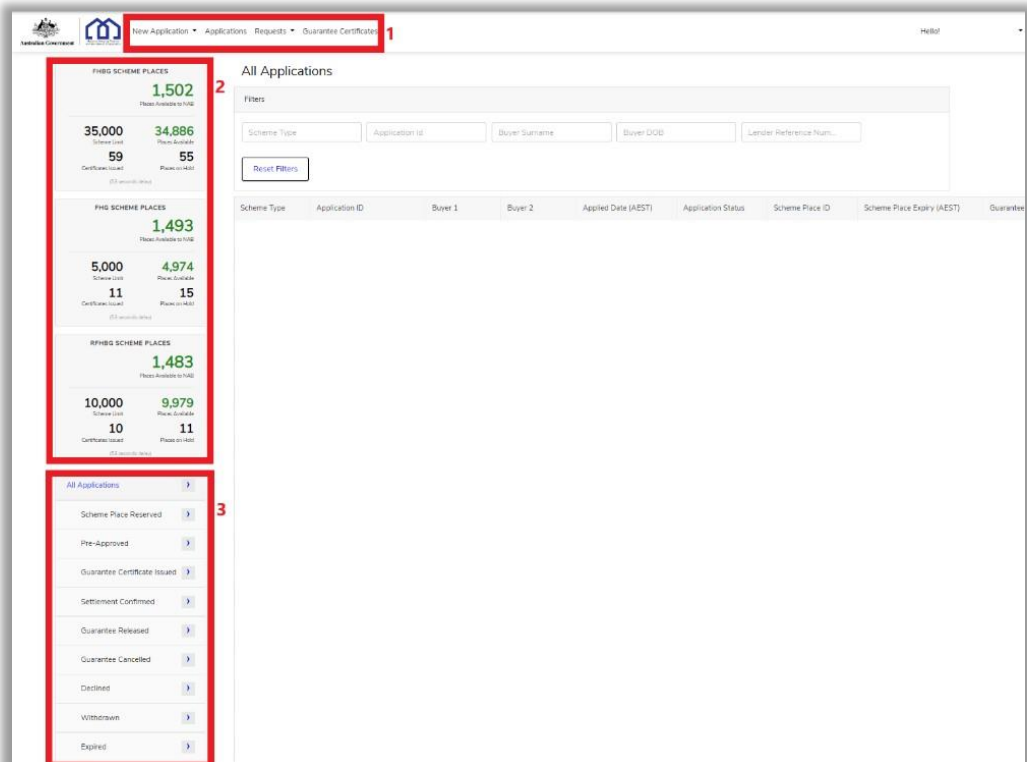 Australian Government
New Application Applications Requests Guarantee Certificates 1
Hello!
FHBG SCHEME PLACES 2
1,502
Places Available to NAB
35,000 34,886
Scheme Limit Places Available
59 55
Certificates Issued Places on Hold
FHG SCHEME PLACES
1,493
Places Available to NAB
5,000 4,974
Scheme Limit Places Available
11 15
Certificates Issued Places on Hold
RFHBG SCHEME PLACES
1,483
Places Available to NAB
10,000 9,979
Scheme Limit Places Available
10 11
Certificates Issued Places on Hold
All Applications
3
Scheme Place Reserved
Pre-Approved
Guarantee Certificate Issued
Settlement Confirmed
Guarantee Released
Guarantee Cancelled
Declined
Withdrawn
Expired
All Applications
Filters
Scheme Type Application id Buyer Surname Buyer DOB Lender Reference Num...
Reset Filters
Scheme Type Application ID Buyer 1 Buyer 2 Applied Date (AEST) Application Status Scheme Place ID Scheme Place Expiry (AEST) Guarantee